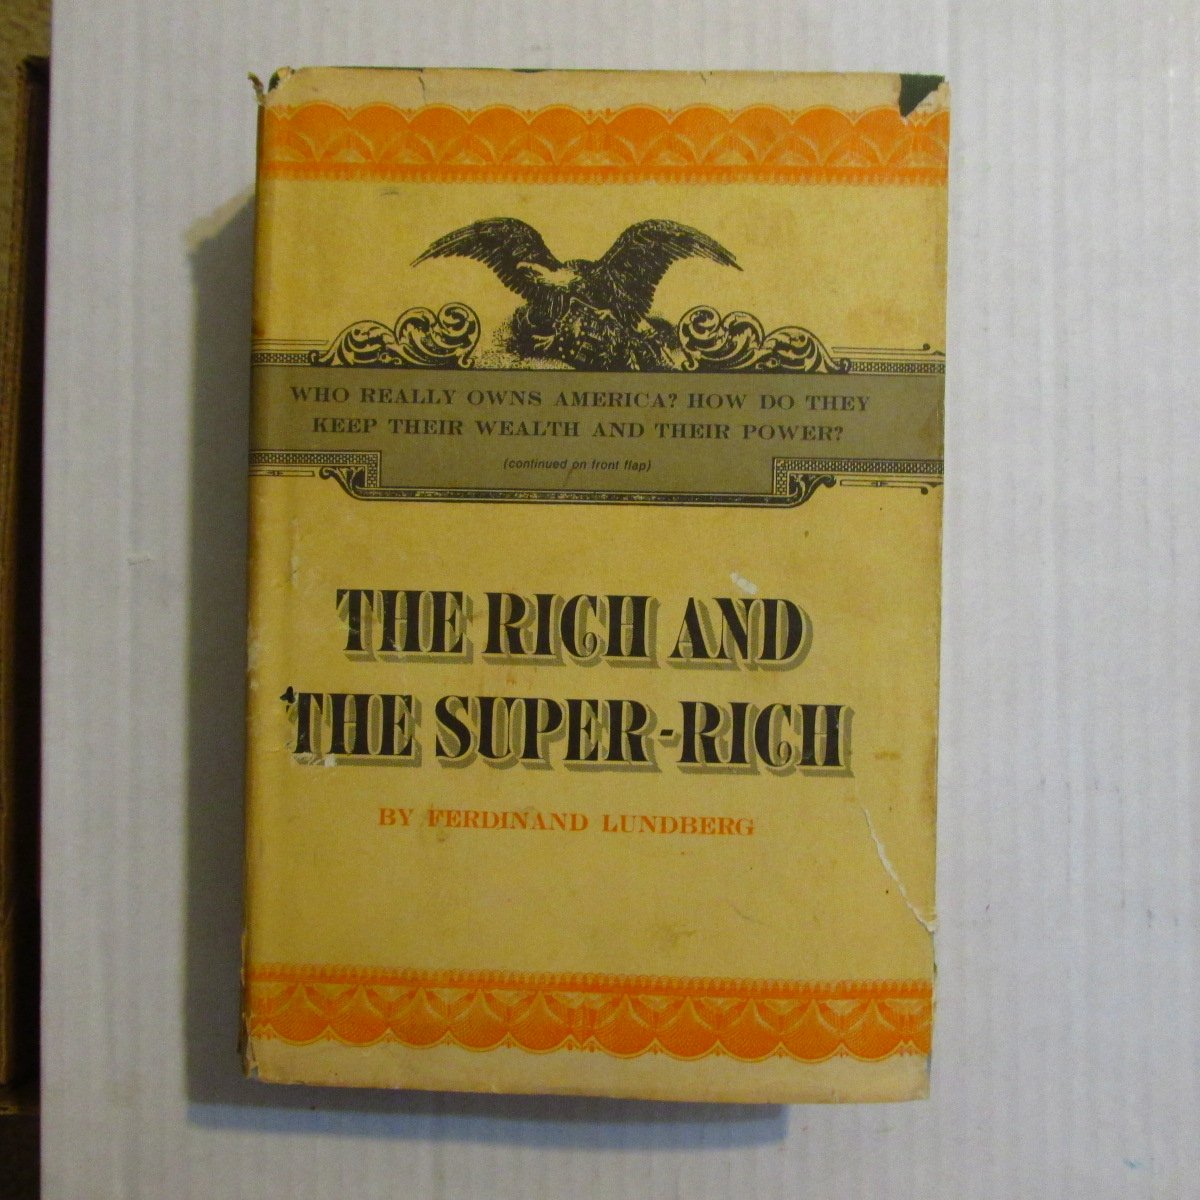 WHO REALLY OWNS AMERICA? HOW DO THEY
KEEP THEIR WEALTH AND THEIR POWER?
(continued on front flap)
THE RICH AND
THE SUPER-RICH
BY FERDINAND LUNDBERG